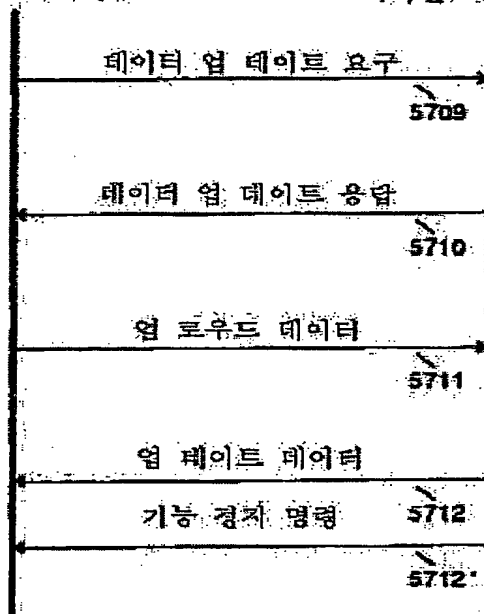 데이터 업 데이트 요구
5709
데이터 업 데이트 응답
5710
업 로우드 데이터
5711
업 데이트 데이터
기능 정지 명령
5712
5712'